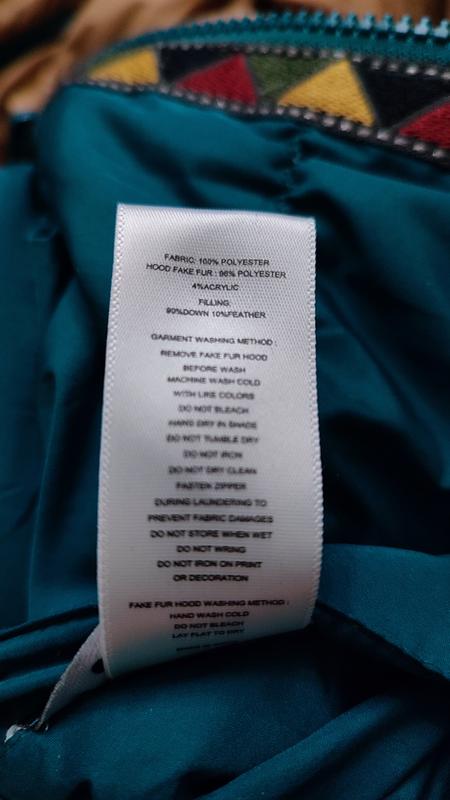 FABRIC: 100% POLYESTER
HOOD FAKE FUR : 96% POLYESTER
4%ACRYLIC
FILLING:
90%DOWN 10%FEATHER
GARMENT WASHING METHOD :
REMOVE FAKE FUR HOOD
BEFORE WASH
MACHINE WASH COLD
WITH LIKE COLORS
DO NOT BLEACH
HAND DRY IN SHADE
DO NOT TUMBLE DRY
DO NOT IRON
DO NOT DRY CLEAN
FASTEN ZIPPER
DURING LAUNDERING TO
PREVENT FABRIC DAMAGES
DO NOT STORE WHEN WET
DO NOT WRING
DO NOT IRON ON PRINT
OR DECORATION
FAKE FUR HOOD WASHING METHOD :
HAND WASH COLD
DO NOT BLEACH
LAY FLAT TO DRY